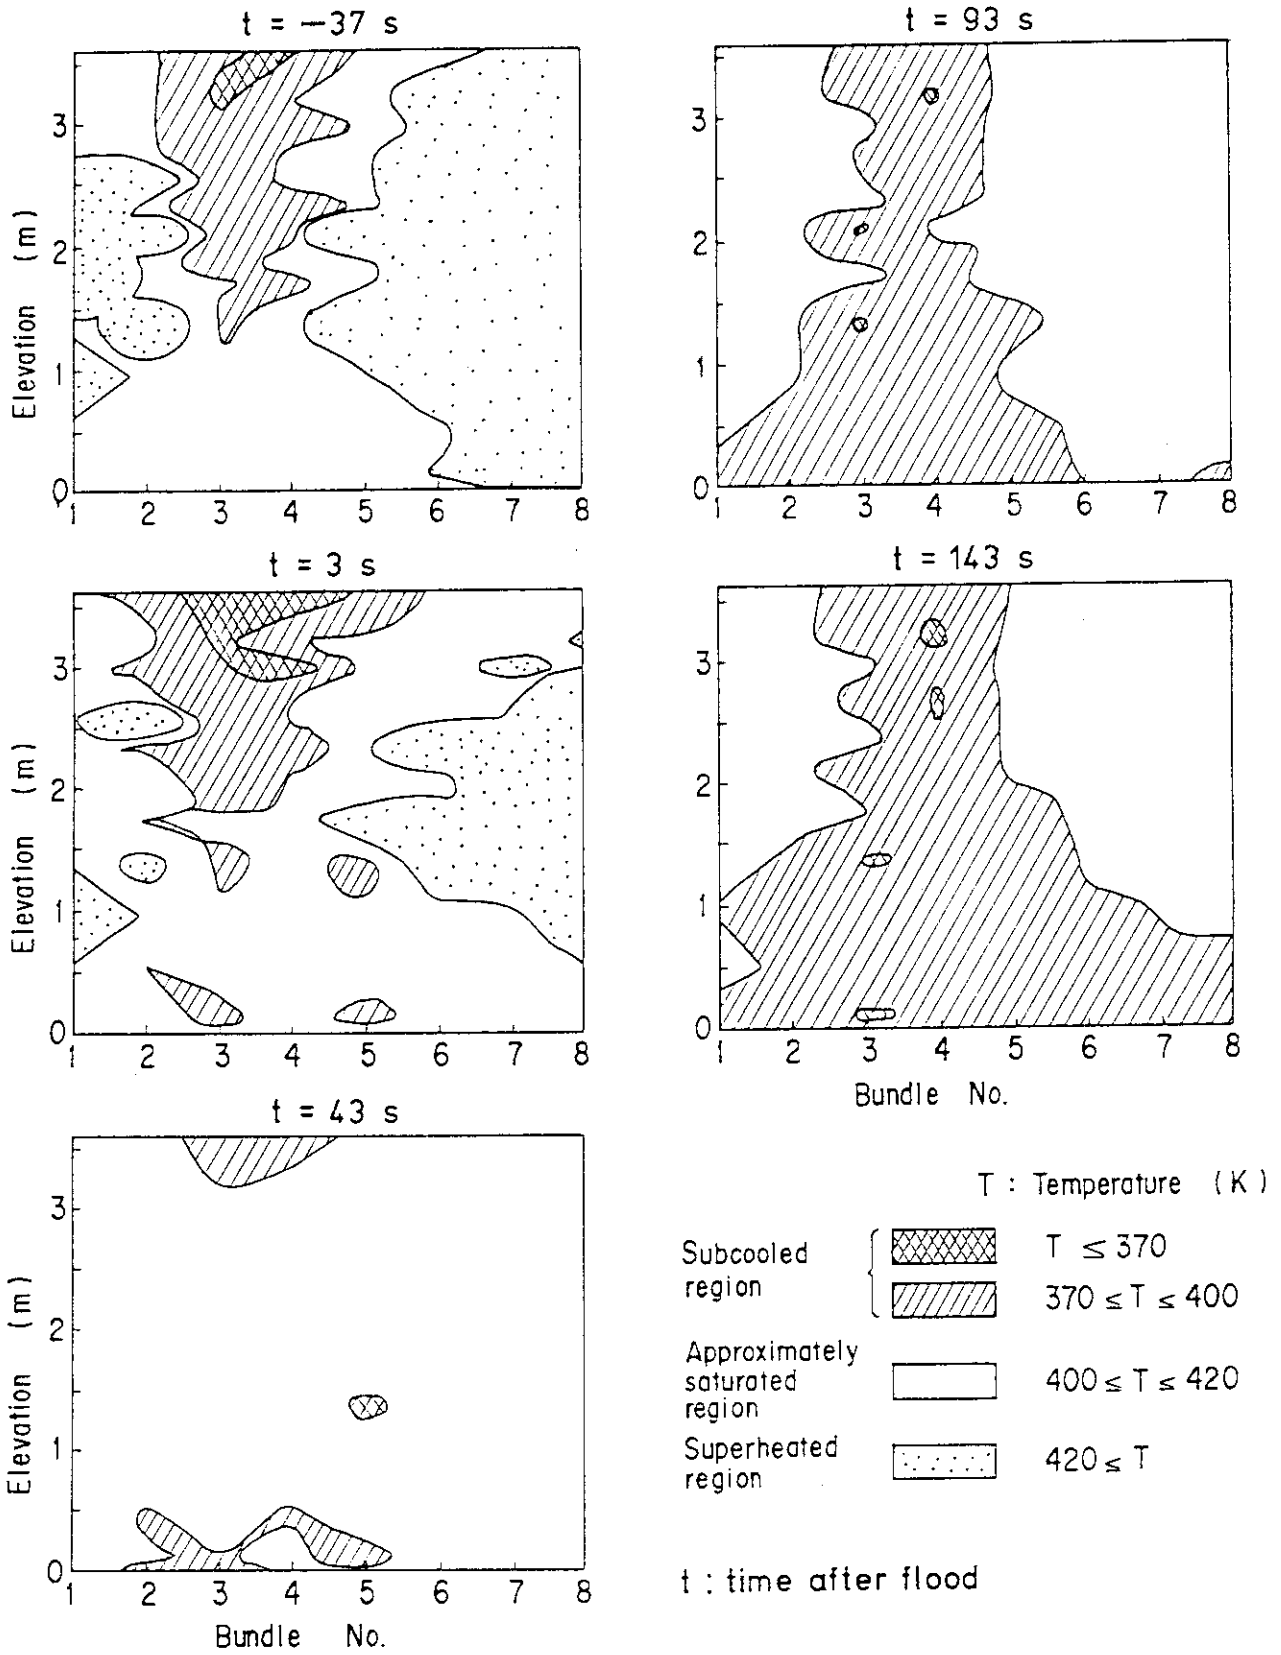 t = −37 s
Elevation (m)
3
2
1
0
1 2 3 4 5 6 7 8
t = 3 s
Elevation (m)
3
2
1
0
1 2 3 4 5 6 7 8
t = 43 s
Elevation (m)
3
2
1
0
1 2 3 4 5 6 7 8
Bundle No.
t = 93 s
3
2
1
0
1 2 3 4 5 6 7 8
t = 143 s
3
2
1
0
1 2 3 4 5 6 7 8
Bundle No.
T : Temperature (K)
Subcooled
region
T ≤ 370
370 ≤ T ≤ 400
Approximately
saturated
region
400 ≤ T ≤ 420
Superheated
region
420 ≤ T
t : time after flood